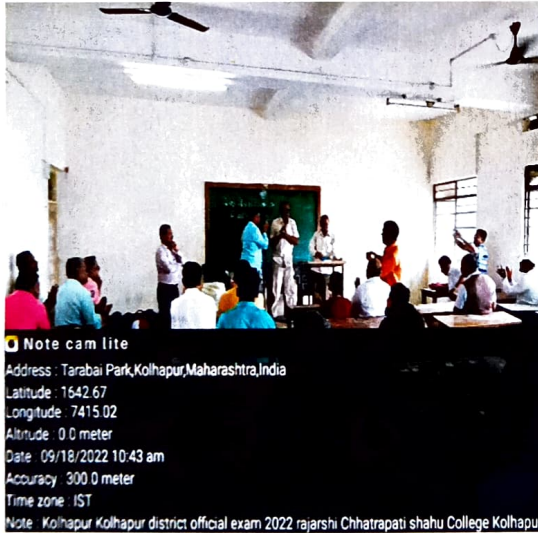 Note cam lite
Address : Tarabai Park,Kolhapur,Maharashtra,India
Latitude : 1642.67
Longitude : 7415.02
Altitude : 0.0 meter
Date : 09/18/2022 10:43 am
Accuracy : 300.0 meter
Time zone : IST
Note : Kolhapur Kolhapur district official exam 2022 rajarshi Chhatrapati shahu College Kolhapu